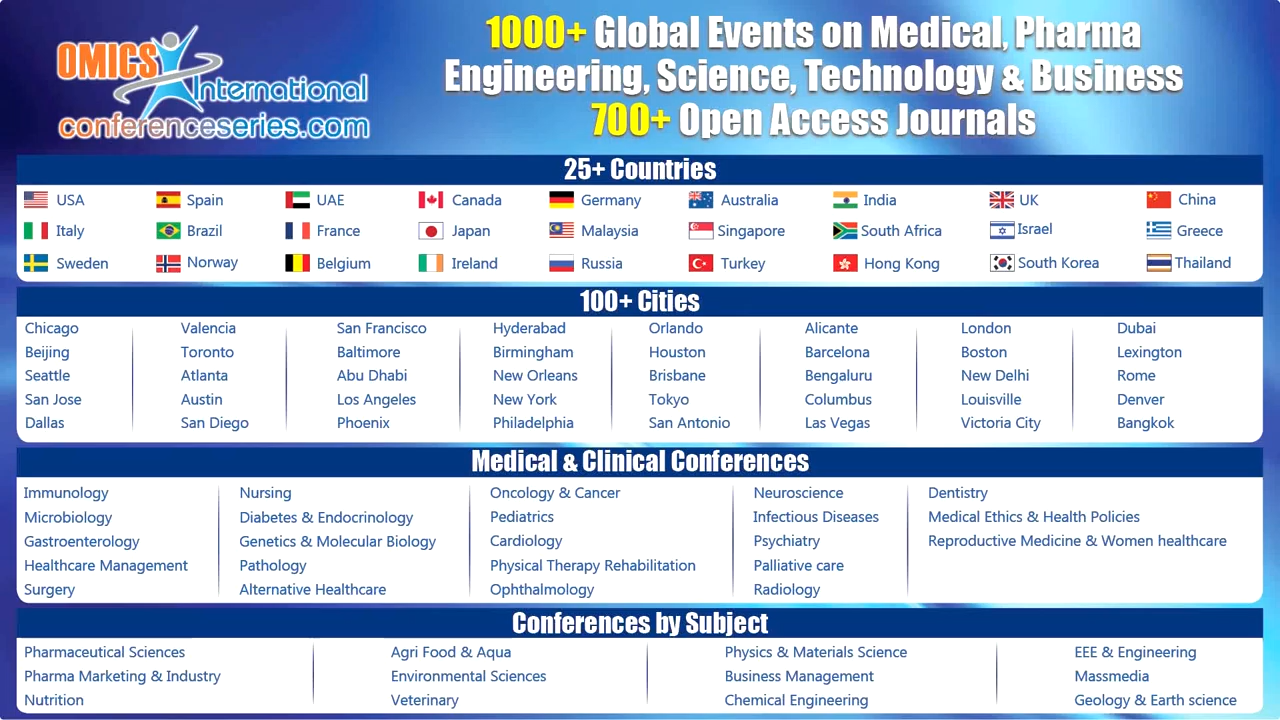 OMICS
International
conferenceseries.com
1000+ Global Events on Medical, Pharma
Engineering, Science, Technology & Business
700+ Open Access Journals
25+ Countries
USA Spain UAE Canada Germany Australia India UK China
Italy Brazil France Japan Malaysia Singapore South Africa Israel Greece
Sweden Norway Belgium Ireland Russia Turkey Hong Kong South Korea Thailand
100+ Cities
Chicago Valencia San Francisco Hyderabad Orlando Alicante London Dubai
Beijing Toronto Baltimore Birmingham Houston Barcelona Boston Lexington
Seattle Atlanta Abu Dhabi New Orleans Brisbane Bengaluru New Delhi Rome
San Jose Austin Los Angeles New York Tokyo Columbus Louisville Denver
Dallas San Diego Phoenix Philadelphia San Antonio Las Vegas Victoria City Bangkok
Medical & Clinical Conferences
Immunology Nursing Oncology & Cancer Neuroscience Dentistry
Microbiology Diabetes & Endocrinology Pediatrics Infectious Diseases Medical Ethics & Health Policies
Gastroenterology Genetics & Molecular Biology Cardiology Psychiatry Reproductive Medicine & Women healthcare
Healthcare Management Pathology Physical Therapy Rehabilitation Palliative care
Surgery Alternative Healthcare Ophthalmology Radiology
Conferences by Subject
Pharmaceutical Sciences Agri Food & Aqua Physics & Materials Science EEE & Engineering
Pharma Marketing & Industry Environmental Sciences Business Management Massmedia
Nutrition Veterinary Chemical Engineering Geology & Earth science